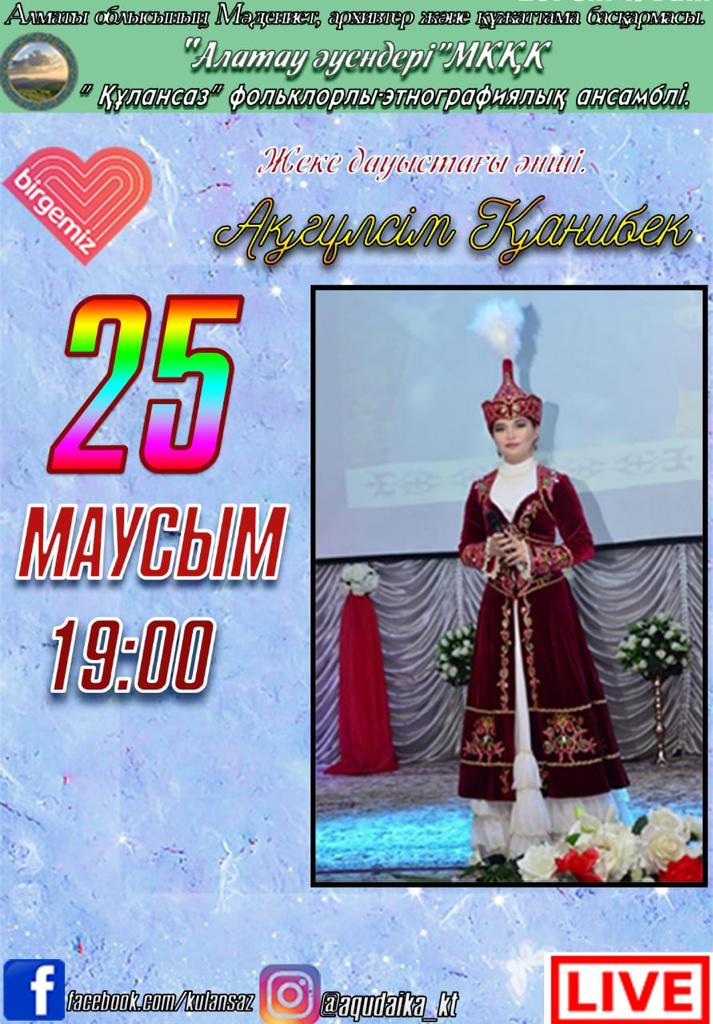 Алматы облысының Мәдениет, архивтер және құжаттама басқармасы.
"Алатау әуендері"МКҚК
" Құлансаз" фольклорлы-этнографиялық ансамблі.
birgemiz
Жеке дауыстағы әнші.
Ақгүлсім Қанибек
25
МАУСЫМ
19:00
facebook.com/kulansaz
@aqudaika_kt
LIVE